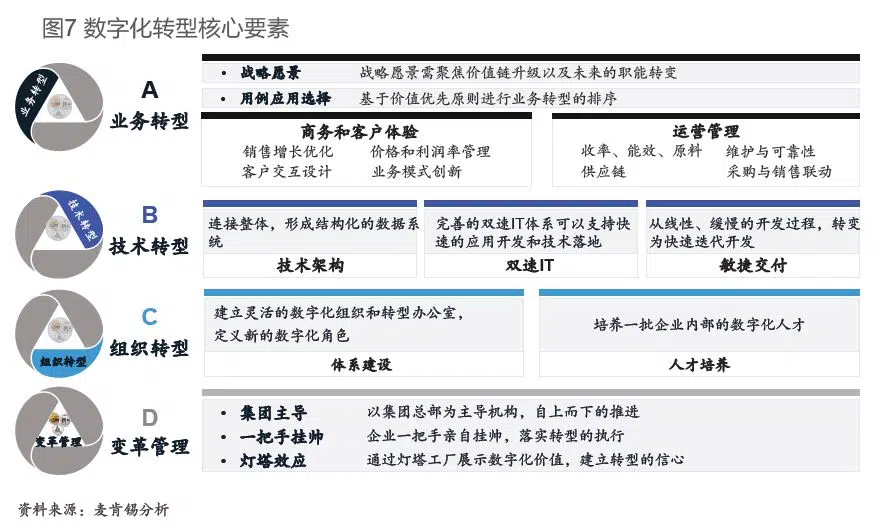 图7 数字化转型核心要素
业务转型
A
业务转型
• 战略愿景 战略愿景需聚焦价值链升级以及未来的职能转变
• 用例应用选择 基于价值优先原则进行业务转型的排序
商务和客户体验
销售增长优化 价格和利润率管理
客户交互设计 业务模式创新
运营管理
收率、能效、原料 维护与可靠性
供应链 采购与销售联动
技术转型
B
技术转型
连接整体，形成结构化的数据系
统
技术架构
完善的双速IT体系可以支持快
速的应用开发和技术落地
双速IT
从线性、缓慢的开发过程，转变
为快速迭代开发
敏捷交付
组织转型
C
组织转型
建立灵活的数字化组织和转型办公室，
定义新的数字化角色
体系建设
培养一批企业内部的数字化人才
人才培养
变革管理
D
变革管理
• 集团主导 以集团总部为主导机构，自上而下的推进
• 一把手挂帅 企业一把手亲自挂帅，落实转型的执行
• 灯塔效应 通过灯塔工厂展示数字化价值，建立转型的信心
资料来源：麦肯锡分析